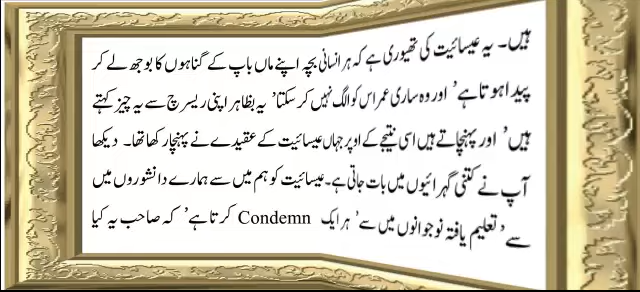 ہیں۔ یہ عیسائیت کی تھیوری ہے کہ ہر انسانی بچہ اپنے ماں باپ کے گناہوں کا بوجھ لے کر
پیدا ہوتا ہے' اور وہ ساری عمر اس کو الگ نہیں کر سکتا' یہ بظاہر اپنی ریسرچ سے یہ چیز کہتے
ہیں' اور پہنچاتے ہیں اسی نتیجے کے اوپر جہاں عیسائیت کے عقیدے نے پہنچا رکھا تھا۔ دیکھا
آپ نے کتنی گہرائیوں میں بات جاتی ہے۔ عیسائیت کو ہم میں سے ہمارے دانشوروں میں
سے' تعلیم یافتہ نوجوانوں میں سے' ہر ایک Condemn کرتا ہے' کہ صاحب یہ کیا